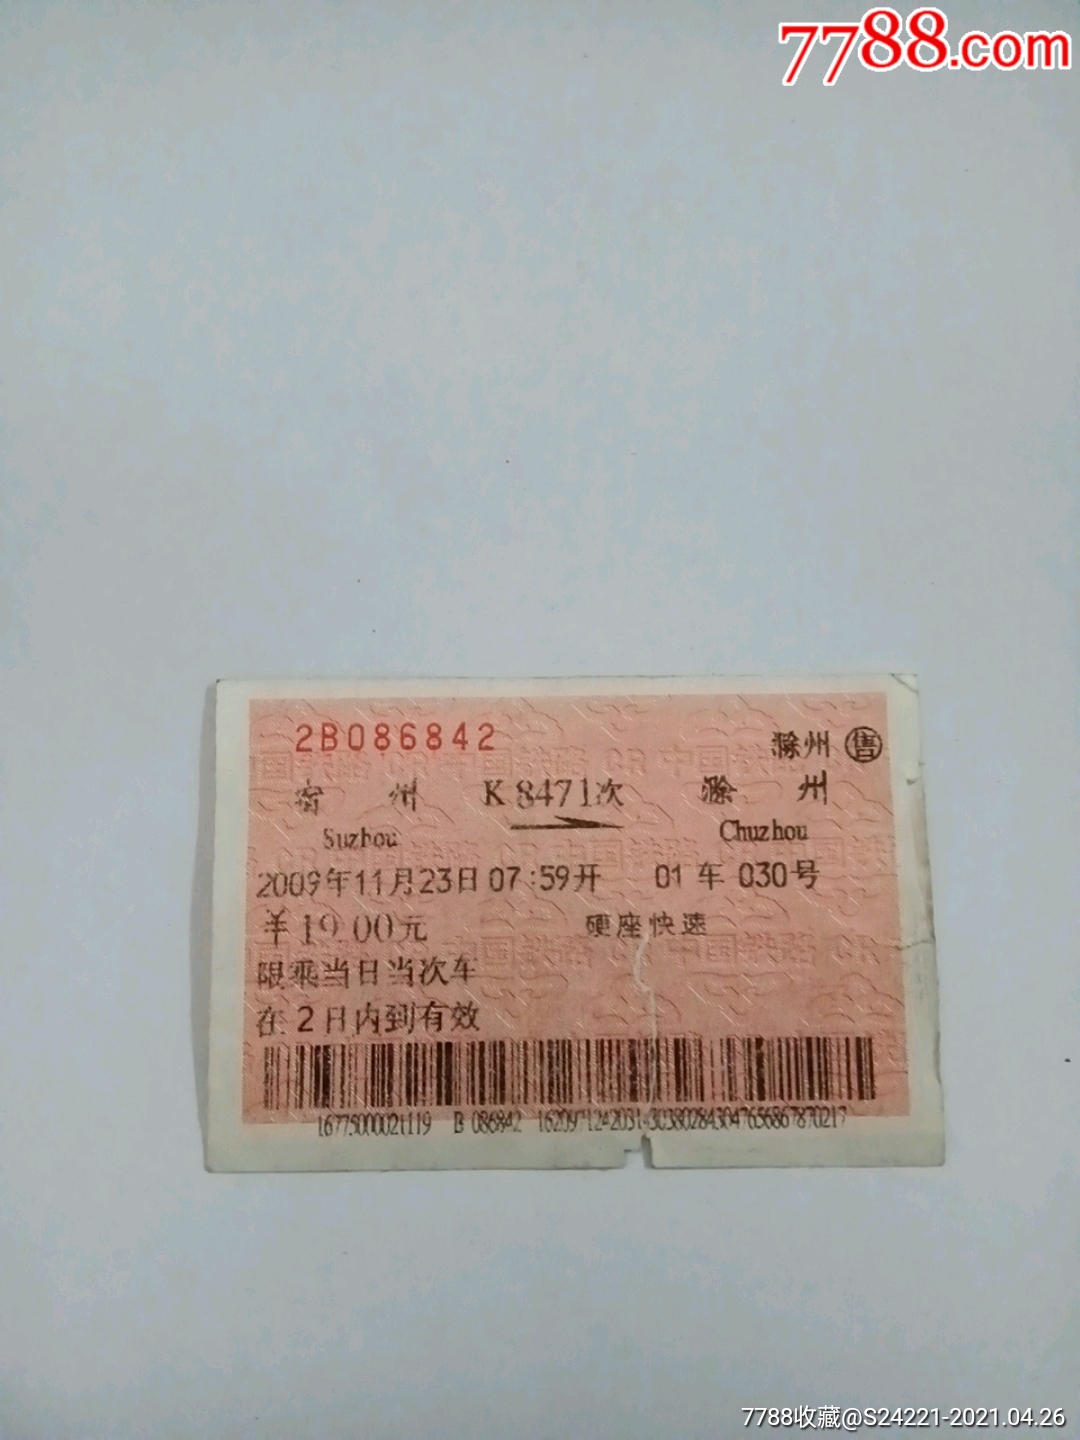 7788.com
2B086842
滁州 售
宿 州 K8471次 滁 州
Suzhou Chuzhou
2009年11月23日07:59开 01车030号
￥19.00元 硬座快速
限乘当日当次车
在2日内到有效
B 086842
7788收藏@S24221-2021.04.26